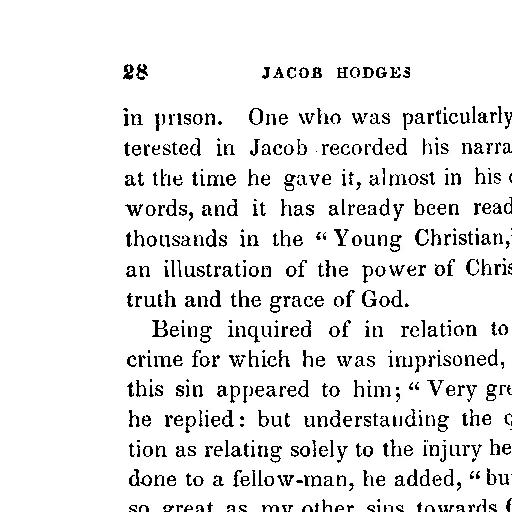 28 JACOB HODGES
in prison. One who was particularly
terested in Jacob recorded his narra
at the time he gave it, almost in his
words, and it has already been read
thousands in the "Young Christian,"
an illustration of the power of Chris
truth and the grace of God.
Being inquired of in relation to
crime for which he was imprisoned,
this sin appeared to him; "Very gre
he replied: but understanding the q
tion as relating solely to the injury he
done to a fellow-man, he added, "bu
so great as my other sins towards